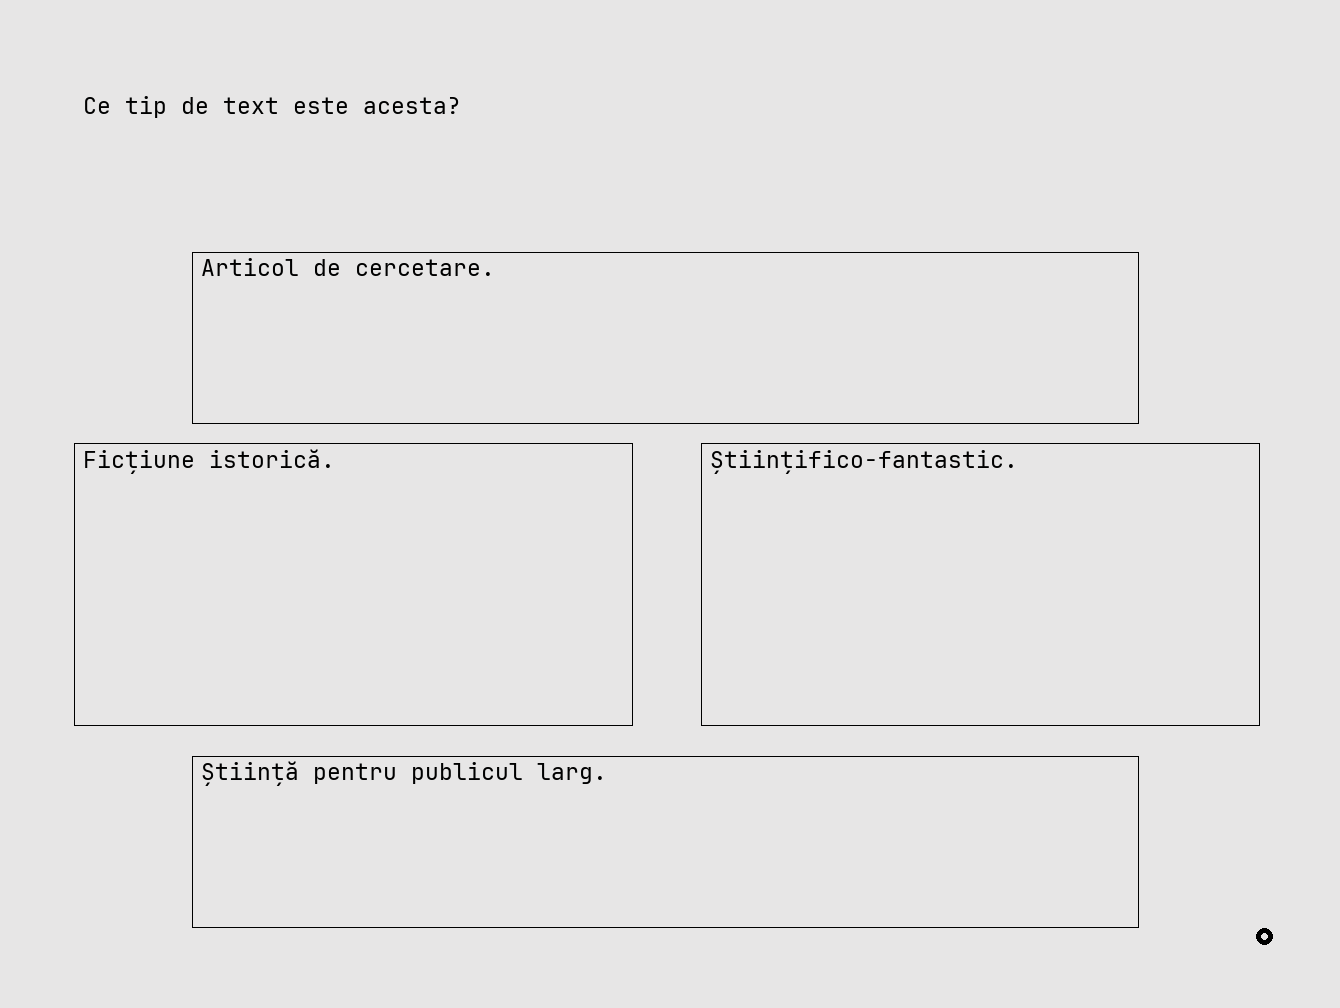 Ce tip de text este acesta?
Articol de cercetare.
Ficțiune istorică.
Științifico-fantastic.
Știință pentru publicul larg.